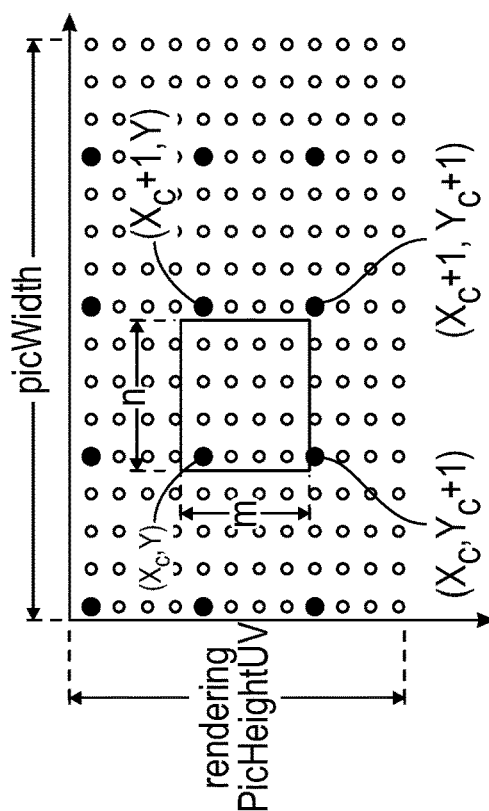 picWidth
rendering
PicHeightUV
n
m
(X_c, Y)
(X_c+1, Y)
(X_c, Y_c+1)
(X_c+1, Y_c+1)